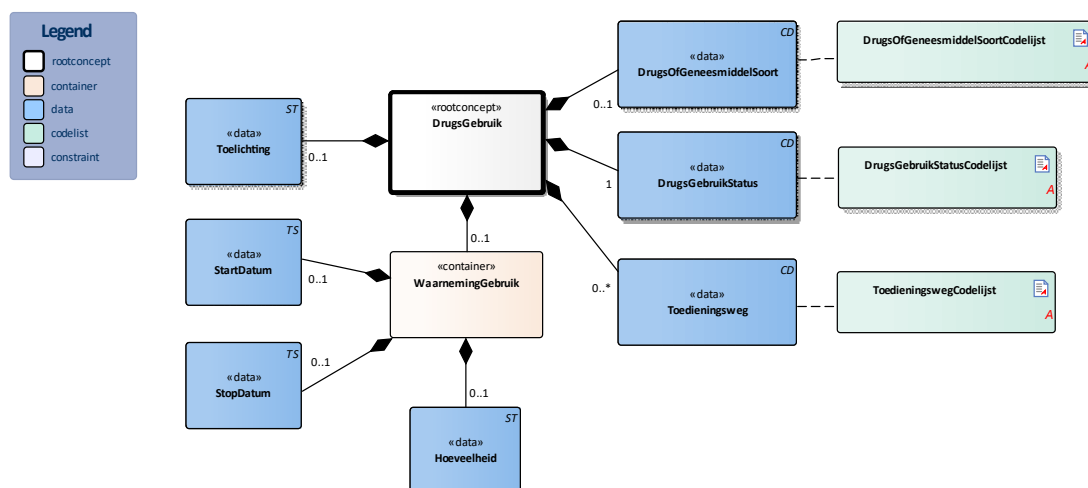 Legend
rootconcept
container
data
codelist
constraint
ST
«data»
Toelichting
0..1
«rootconcept»
DrugsGebruik
CD
«data»
DrugsOfGeneesmiddelSoort
0..1
DrugsOfGeneesmiddelSoortCodelijst
A
CD
«data»
DrugsGebruikStatus
1
DrugsGebruikStatusCodelijst
A
TS
«data»
StartDatum
0..1
0..1
«container»
WaarnemingGebruik
CD
«data»
Toedieningsweg
0..*
ToedieningswegCodelijst
A
TS
«data»
StopDatum
0..1
0..1
ST
«data»
Hoeveelheid